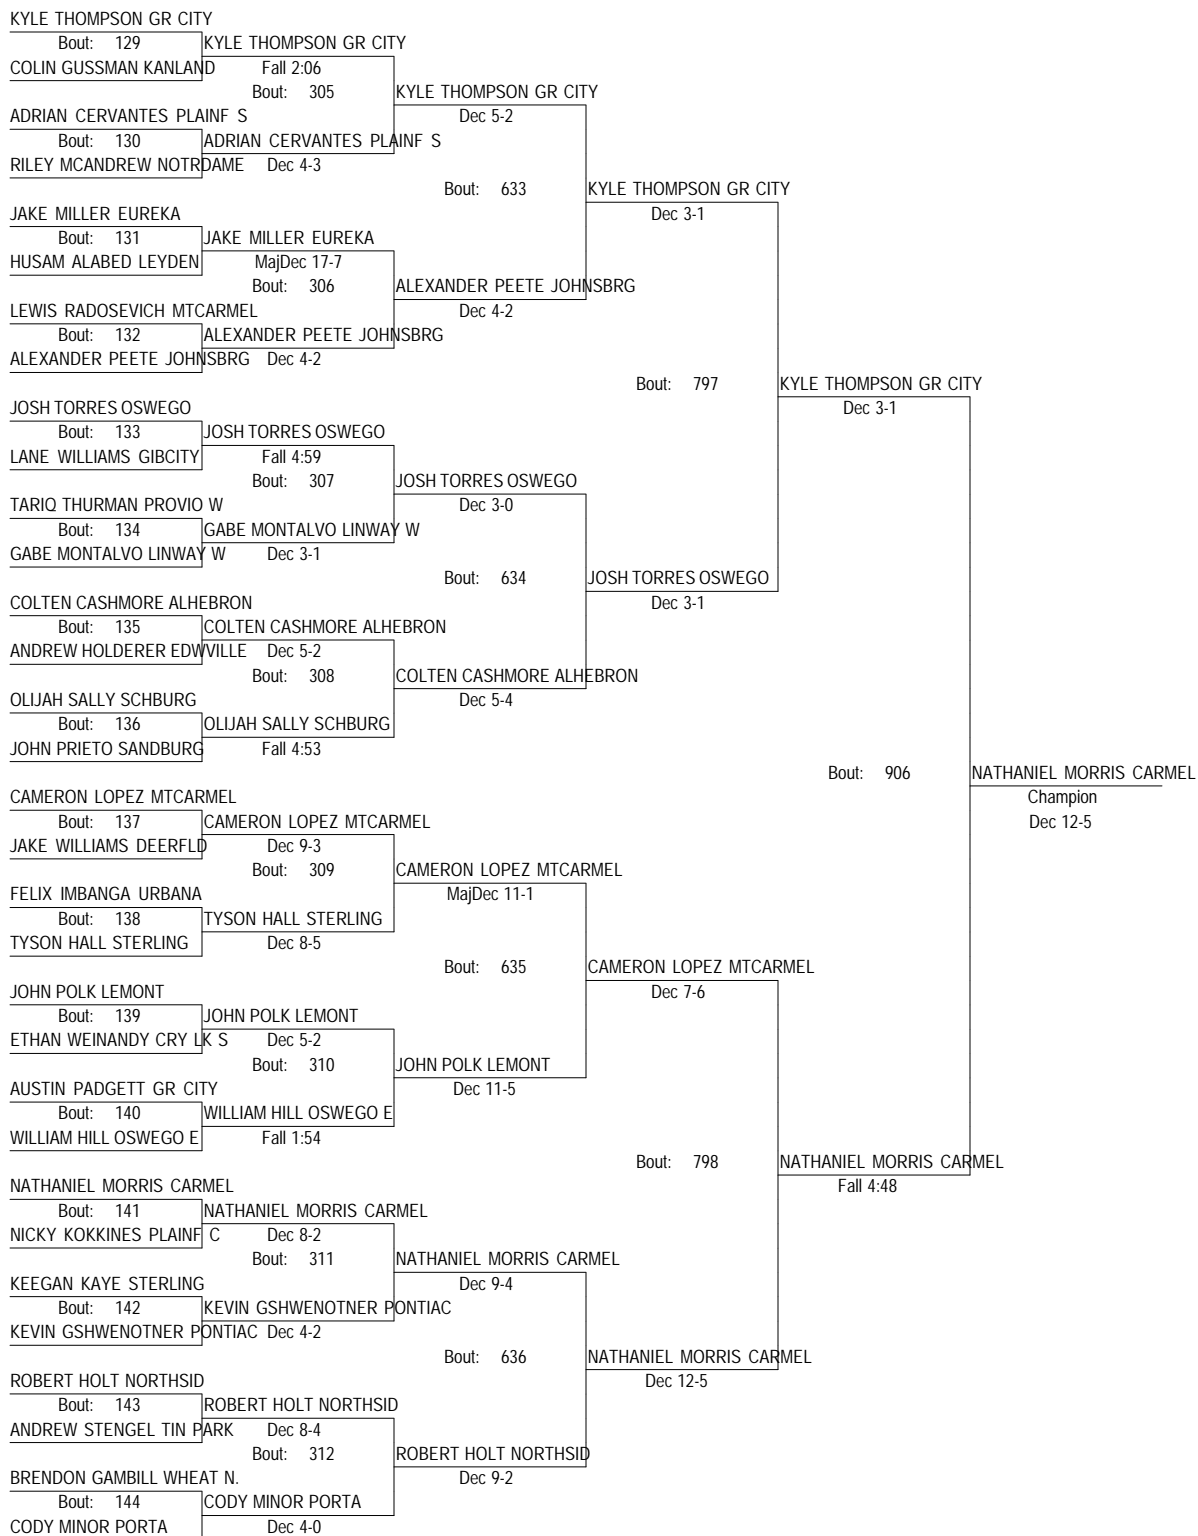 KYLE THOMPSON GR CITY
Bout: 129 KYLE THOMPSON GR CITY
COLIN GUSSMAN KANLAND Fall 2:06
Bout: 305 KYLE THOMPSON GR CITY
ADRIAN CERVANTES PLAINF S Dec 5-2
Bout: 130 ADRIAN CERVANTES PLAINF S
RILEY MCANDREW NOTRDAME Dec 4-3
Bout: 633 KYLE THOMPSON GR CITY
JAKE MILLER EUREKA Dec 3-1
Bout: 131 JAKE MILLER EUREKA
HUSAM ALABED LEYDEN MajDec 17-7
Bout: 306 ALEXANDER PEETE JOHNSBRG
LEWIS RADOSEVICH MTCARMEL Dec 4-2
Bout: 132 ALEXANDER PEETE JOHNSBRG
ALEXANDER PEETE JOHNSBRG Dec 4-2
Bout: 797 KYLE THOMPSON GR CITY
JOSH TORRES OSWEGO Dec 3-1
Bout: 133 JOSH TORRES OSWEGO
LANE WILLIAMS GIBCITY Fall 4:59
Bout: 307 JOSH TORRES OSWEGO
TARIQ THURMAN PROVIO W Dec 3-0
Bout: 134 GABE MONTALVO LINWAY W
GABE MONTALVO LINWAY W Dec 3-1
Bout: 634 JOSH TORRES OSWEGO
COLTEN CASHMORE ALHEBRON Dec 3-1
Bout: 135 COLTEN CASHMORE ALHEBRON
ANDREW HOLDERER EDWVILLE Dec 5-2
Bout: 308 COLTEN CASHMORE ALHEBRON
OLIJAH SALLY SCHBURG Dec 5-4
Bout: 136 OLIJAH SALLY SCHBURG
JOHN PRIETO SANDBURG Fall 4:53
Bout: 906 NATHANIEL MORRIS CARMEL
CAMERON LOPEZ MTCARMEL Champion
Bout: 137 CAMERON LOPEZ MTCARMEL Dec 12-5
JAKE WILLIAMS DEERFLD Dec 9-3
Bout: 309 CAMERON LOPEZ MTCARMEL
FELIX IMBANGA URBANA MajDec 11-1
Bout: 138 TYSON HALL STERLING
TYSON HALL STERLING Dec 8-5
Bout: 635 CAMERON LOPEZ MTCARMEL
JOHN POLK LEMONT Dec 7-6
Bout: 139 JOHN POLK LEMONT
ETHAN WEINANDY CRY LK S Dec 5-2
Bout: 310 JOHN POLK LEMONT
AUSTIN PADGETT GR CITY Dec 11-5
Bout: 140 WILLIAM HILL OSWEGO E
WILLIAM HILL OSWEGO E Fall 1:54
Bout: 798 NATHANIEL MORRIS CARMEL
NATHANIEL MORRIS CARMEL Fall 4:48
Bout: 141 NATHANIEL MORRIS CARMEL
NICKY KOKKINES PLAINF C Dec 8-2
Bout: 311 NATHANIEL MORRIS CARMEL
KEEGAN KAYE STERLING Dec 9-4
Bout: 142 KEVIN GSHWENOTNER PONTIAC
KEVIN GSHWENOTNER PONTIAC Dec 4-2
Bout: 636 NATHANIEL MORRIS CARMEL
ROBERT HOLT NORTHSID Dec 12-5
Bout: 143 ROBERT HOLT NORTHSID
ANDREW STENGEL TIN PARK Dec 8-4
Bout: 312 ROBERT HOLT NORTHSID
BRENDON GAMBILL WHEAT N. Dec 9-2
Bout: 144 CODY MINOR PORTA
CODY MINOR PORTA Dec 4-0